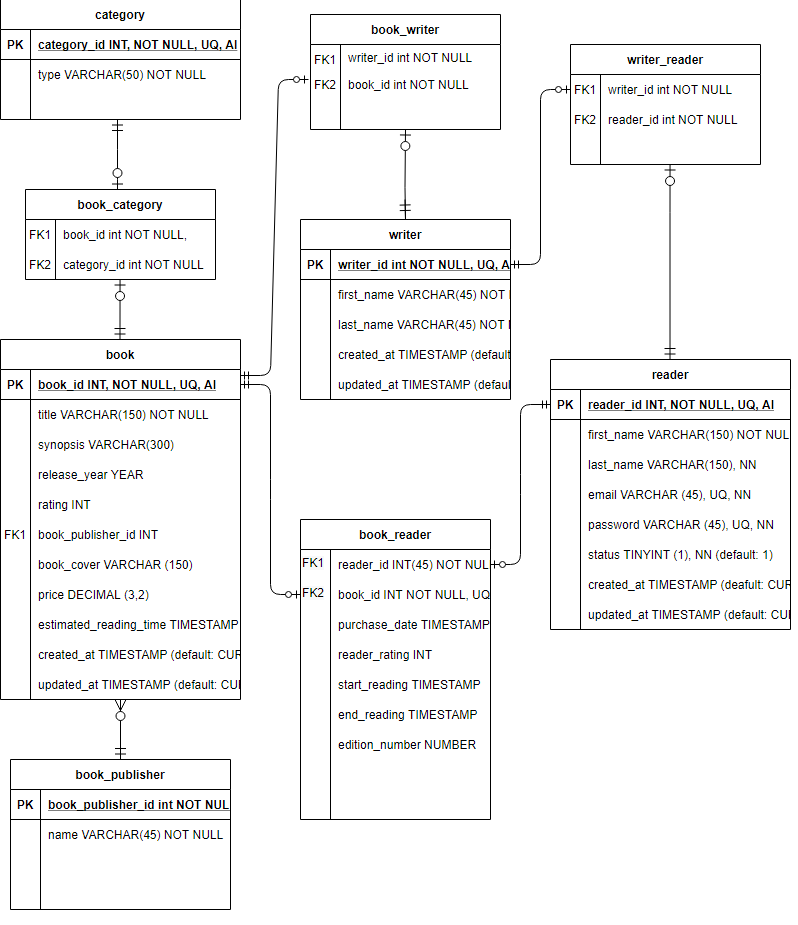 category
PK category_id INT, NOT NULL, UQ, AI
type VARCHAR(50) NOT NULL
book_category
FK1 book_id int NOT NULL,
FK2 category_id int NOT NULL
book
PK book_id INT, NOT NULL, UQ, AI
title VARCHAR(150) NOT NULL
synopsis VARCHAR(300)
release_year YEAR
rating INT
FK1 book_publisher_id INT
book_cover VARCHAR (150)
price DECIMAL (3,2)
estimated_reading_time TIMESTAMP
created_at TIMESTAMP (default: CUR
updated_at TIMESTAMP (default: CUI
book_publisher
PK book_publisher_id int NOT NUL
name VARCHAR(45) NOT NULL
book_writer
FK1 writer_id int NOT NULL
FK2 book_id int NOT NULL
writer
PK writer_id int NOT NULL, UQ, A
first_name VARCHAR(45) NOT
last_name VARCHAR(45) NOT
created_at TIMESTAMP (default
updated_at TIMESTAMP (defaul
book_reader
FK1 reader_id INT(45) NOT NUL
FK2 book_id INT NOT NULL, UQ
purchase_date TIMESTAMP
reader_rating INT
start_reading TIMESTAMP
end_reading TIMESTAMP
edition_number NUMBER
writer_reader
FK1 writer_id int NOT NULL
FK2 reader_id int NOT NULL
reader
PK reader_id INT, NOT NULL, UQ, AI
first_name VARCHAR(150) NOT NUL
last_name VARCHAR(150), NN
email VARCHAR (45), UQ, NN
password VARCHAR (45), UQ, NN
status TINYINT (1), NN (default: 1)
created_at TIMESTAMP (deafult: CUR
updated_at TIMESTAMP (default: CU